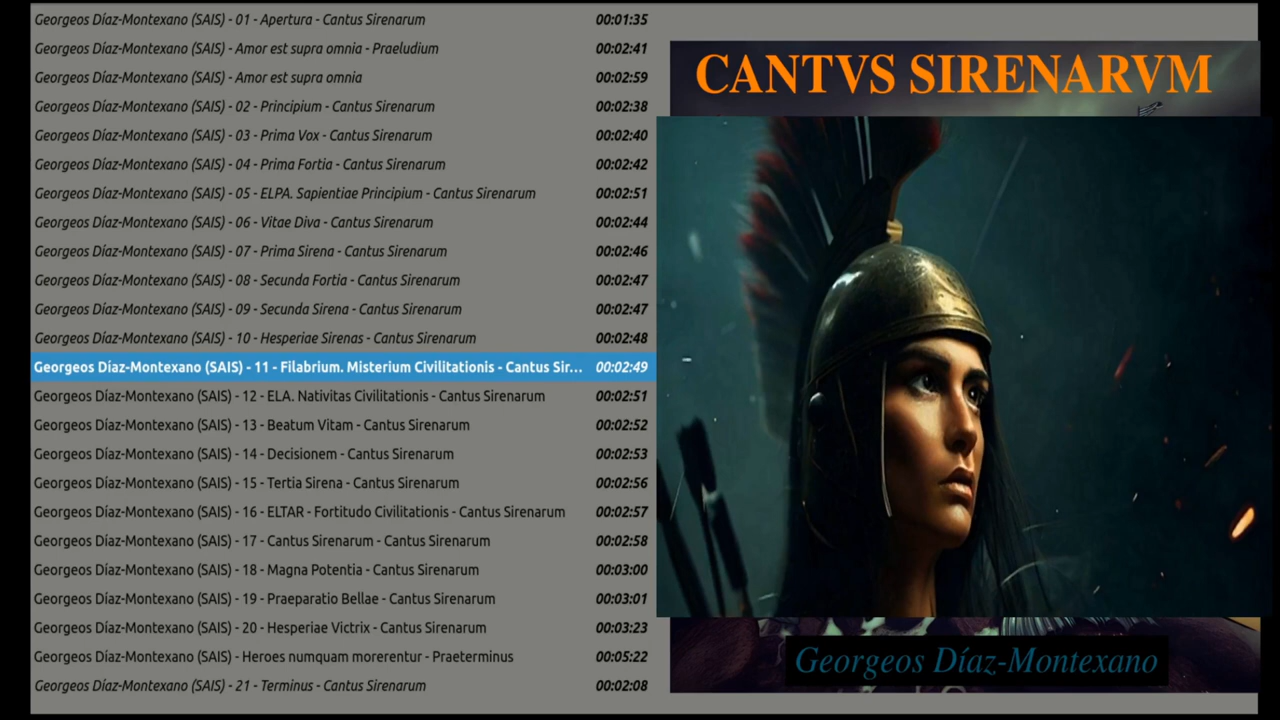 Georgeos Díaz-Montexano (SAIS) - 01 - Apertura - Cantus Sirenarum 00:01:35
Georgeos Díaz-Montexano (SAIS) - Amor est supra omnia - Praeludium 00:02:41
Georgeos Díaz-Montexano (SAIS) - Amor est supra omnia 00:02:59
Georgeos Díaz-Montexano (SAIS) - 02 - Principium - Cantus Sirenarum 00:02:38
Georgeos Díaz-Montexano (SAIS) - 03 - Prima Vox - Cantus Sirenarum 00:02:40
Georgeos Díaz-Montexano (SAIS) - 04 - Prima Fortia - Cantus Sirenarum 00:02:42
Georgeos Díaz-Montexano (SAIS) - 05 - ELPA. Sapientiae Principium - Cantus Sirenarum 00:02:51
Georgeos Díaz-Montexano (SAIS) - 06 - Vitae Diva - Cantus Sirenarum 00:02:44
Georgeos Díaz-Montexano (SAIS) - 07 - Prima Sirena - Cantus Sirenarum 00:02:46
Georgeos Díaz-Montexano (SAIS) - 08 - Secunda Fortia - Cantus Sirenarum 00:02:47
Georgeos Díaz-Montexano (SAIS) - 09 - Secunda Sirena - Cantus Sirenarum 00:02:47
Georgeos Díaz-Montexano (SAIS) - 10 - Hesperiae Sirenas - Cantus Sirenarum 00:02:48
Georgeos Díaz-Montexano (SAIS) - 11 - Filabrium. Misterium Civilitationis - Cantus Sir... 00:02:49
Georgeos Díaz-Montexano (SAIS) - 12 - ELA. Nativitas Civilitationis - Cantus Sirenarum 00:02:51
Georgeos Díaz-Montexano (SAIS) - 13 - Beatum Vitam - Cantus Sirenarum 00:02:52
Georgeos Díaz-Montexano (SAIS) - 14 - Decisionem - Cantus Sirenarum 00:02:53
Georgeos Díaz-Montexano (SAIS) - 15 - Tertia Sirena - Cantus Sirenarum 00:02:56
Georgeos Díaz-Montexano (SAIS) - 16 - ELTAR - Fortitudo Civilitationis - Cantus Sirenarum 00:02:57
Georgeos Díaz-Montexano (SAIS) - 17 - Cantus Sirenarum - Cantus Sirenarum 00:02:58
Georgeos Díaz-Montexano (SAIS) - 18 - Magna Potentia - Cantus Sirenarum 00:03:00
Georgeos Díaz-Montexano (SAIS) - 19 - Praeparatio Bellae - Cantus Sirenarum 00:03:01
Georgeos Díaz-Montexano (SAIS) - 20 - Hesperiae Victrix - Cantus Sirenarum 00:03:23
Georgeos Díaz-Montexano (SAIS) - Heroes numquam morerentur - Praeterminus 00:05:22
Georgeos Díaz-Montexano (SAIS) - 21 - Terminus - Cantus Sirenarum 00:02:08
CANTVS SIRENARVM
Georgeos Díaz-Montexano